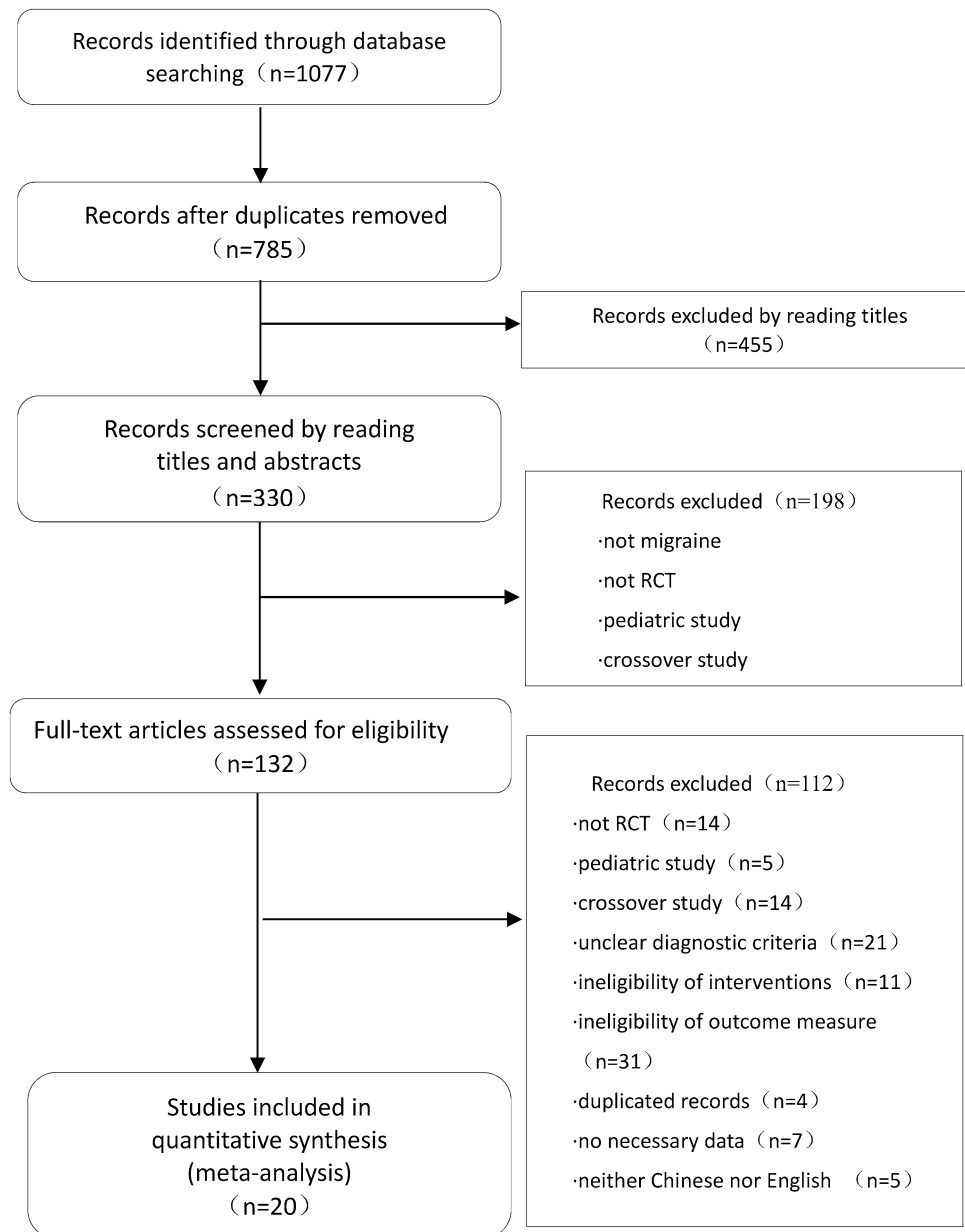 Records identified through database
searching（n=1077）
Records after duplicates removed
（n=785）
Records excluded by reading titles
（n=455）
Records screened by reading
titles and abstracts
（n=330）
Records excluded（n=198）
·not migraine
·not RCT
·pediatric study
·crossover study
Full-text articles assessed for eligibility
（n=132）
Records excluded（n=112）
·not RCT（n=14）
·pediatric study（n=5）
·crossover study（n=14）
·unclear diagnostic criteria（n=21）
·ineligibility of interventions（n=11）
·ineligibility of outcome measure
（n=31）
·duplicated records（n=4）
·no necessary data（n=7）
·neither Chinese nor English （n=5）
Studies included in
quantitative synthesis
(meta-analysis)
（n=20）